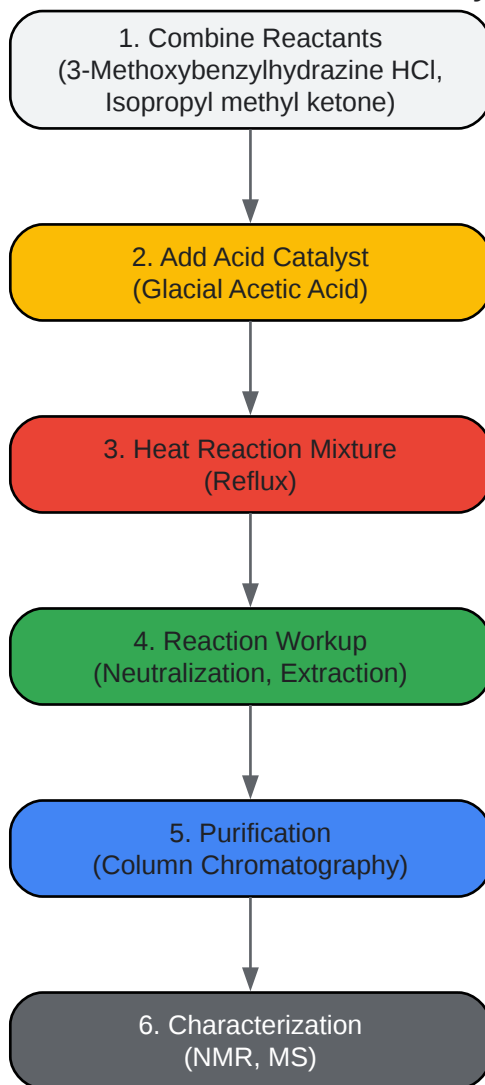 1. Combine Reactants
(3-Methoxybenzylhydrazine HCl,
Isopropyl methyl ketone)
2. Add Acid Catalyst
(Glacial Acetic Acid)
3. Heat Reaction Mixture
(Reflux)
4. Reaction Workup
(Neutralization, Extraction)
5. Purification
(Column Chromatography)
6. Characterization
(NMR, MS)